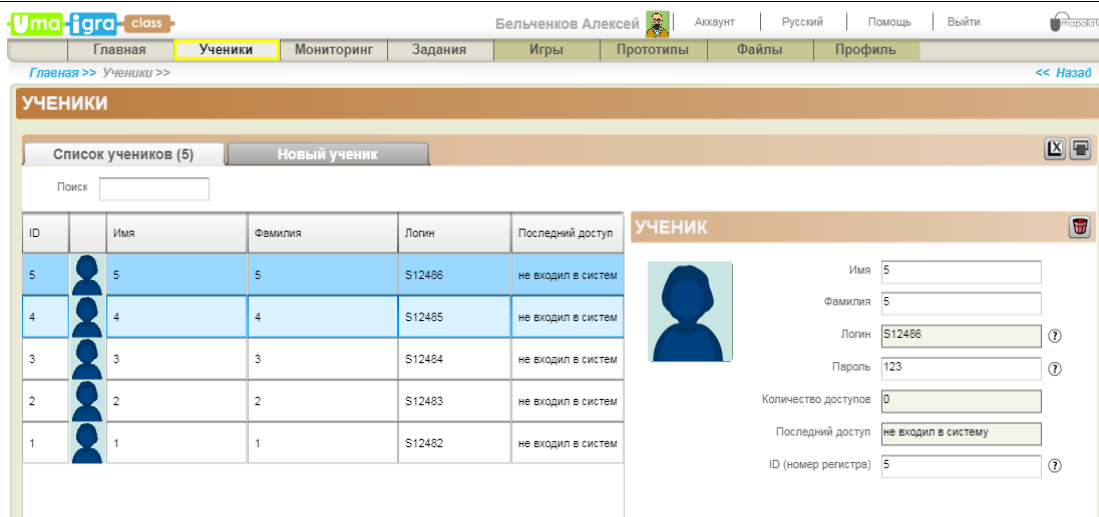 Uma-igra-class Бельченков Алексей Аккаунт Русский Помощь Выйти
Главная Ученики Мониторинг Задания Игры Прототипы Файлы Профиль
Главная >> Ученики >> << Назад
УЧЕНИКИ
Список учеников (5) Новый ученик
Поиск
ID Имя Фамилия Логин Последний доступ
5 5 5 S12486 не входил в систем
4 4 4 S12485 не входил в систем
3 3 3 S12484 не входил в систем
2 2 2 S12483 не входил в систем
1 1 1 S12482 не входил в систем
УЧЕНИК
Имя 5
Фамилия 5
Логин S12486 ?
Пароль 123 ?
Количество доступов 0
Последний доступ не входил в систему
ID (номер регистра) 5 ?